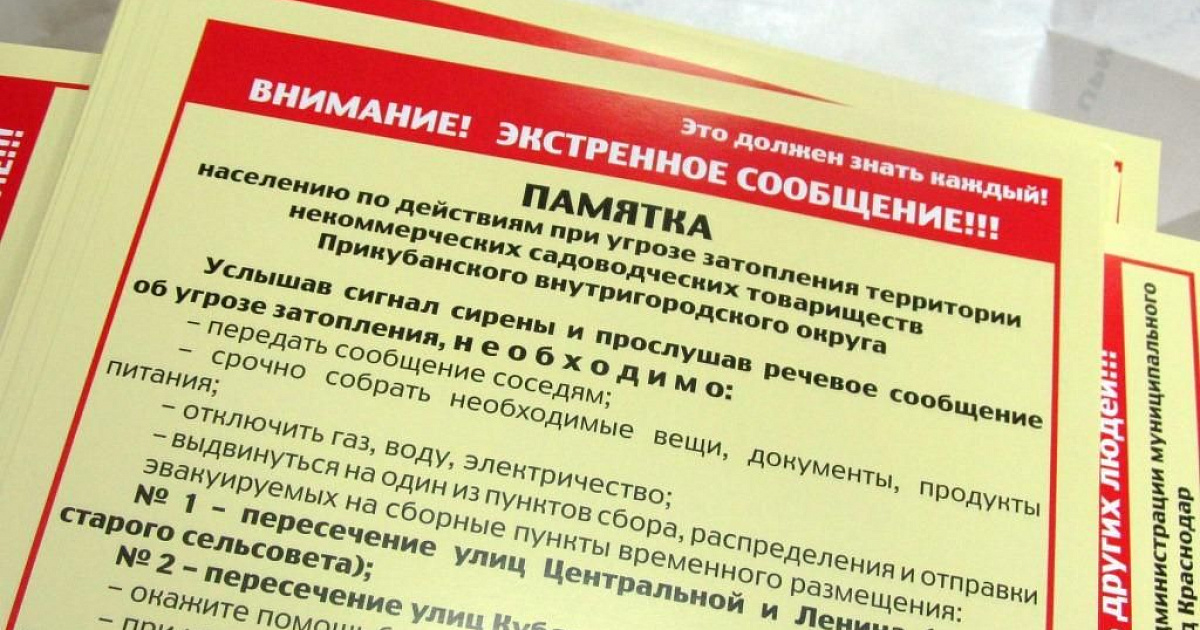 Это должен знать каждый!
ВНИМАНИЕ! ЭКСТРЕННОЕ СООБЩЕНИЕ!!!
ПАМЯТКА
населению по действиям при угрозе затопления территории
некоммерческих садоводческих товариществ
Прикубанского внутригородского округа
Услышав сигнал сирены и прослушав речевое сообщение
об угрозе затопления, необходимо:
– передать сообщение соседям;
– срочно собрать необходимые вещи, документы, продукты
питания;
– отключить газ, воду, электричество;
– выдвинуться на один из пунктов сбора, распределения и отправки
эвакуируемых на сборные пункты временного размещения:
№ 1 – пересечение улиц Центральной и Ленина
старого сельсовета);
№ 2 – пересечение улиц
– окажите
других людей!!!
муниципального
Краснодар